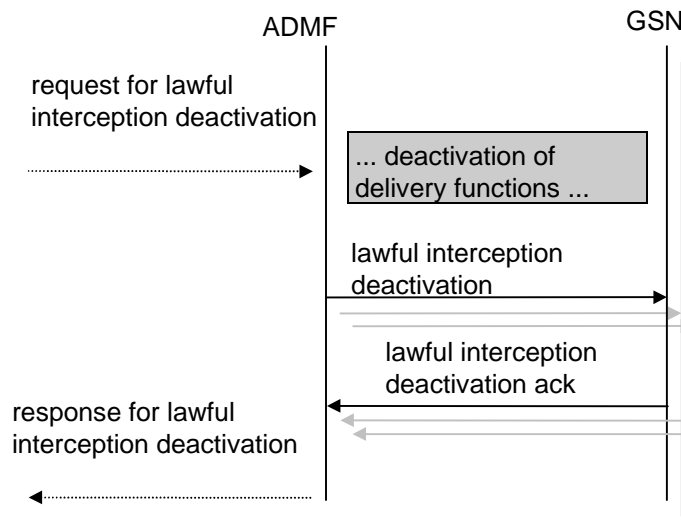 ADMF
GSN
request for lawful
interception deactivation
... deactivation of
delivery functions ...
lawful interception
deactivation
lawful interception
deactivation ack
response for lawful
interception deactivation